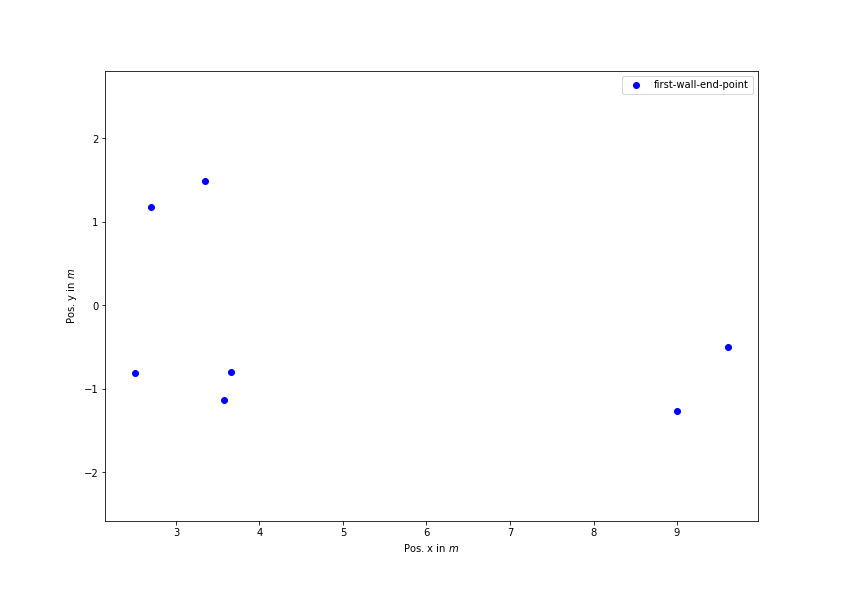 first-wall-end-point
2
1
0
−1
−2
Pos. y in m
3 4 5 6 7 8 9
Pos. x in m